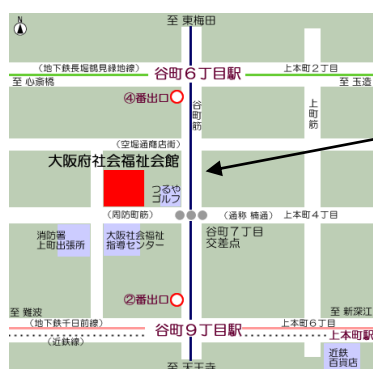 N
至 東梅田
(地下鉄長堀鶴見緑地線)
谷町6丁目駅
上本町2丁目
至 心斎橋
至 玉造
④番出口
谷町筋
上町筋
(空堀通商店街)
大阪府社会福祉会館
つるや
ゴルフ
(周防町筋)
(通称 楠通)
上本町4丁目
消防署
上町出張所
大阪社会福祉
指導センター
谷町7丁目
交差点
②番出口
至 難波
至 新深江
(地下鉄千日前線)
谷町9丁目駅
上本町6丁目
上本町駅
(近鉄線)
近鉄
百貨店
至 天王寺